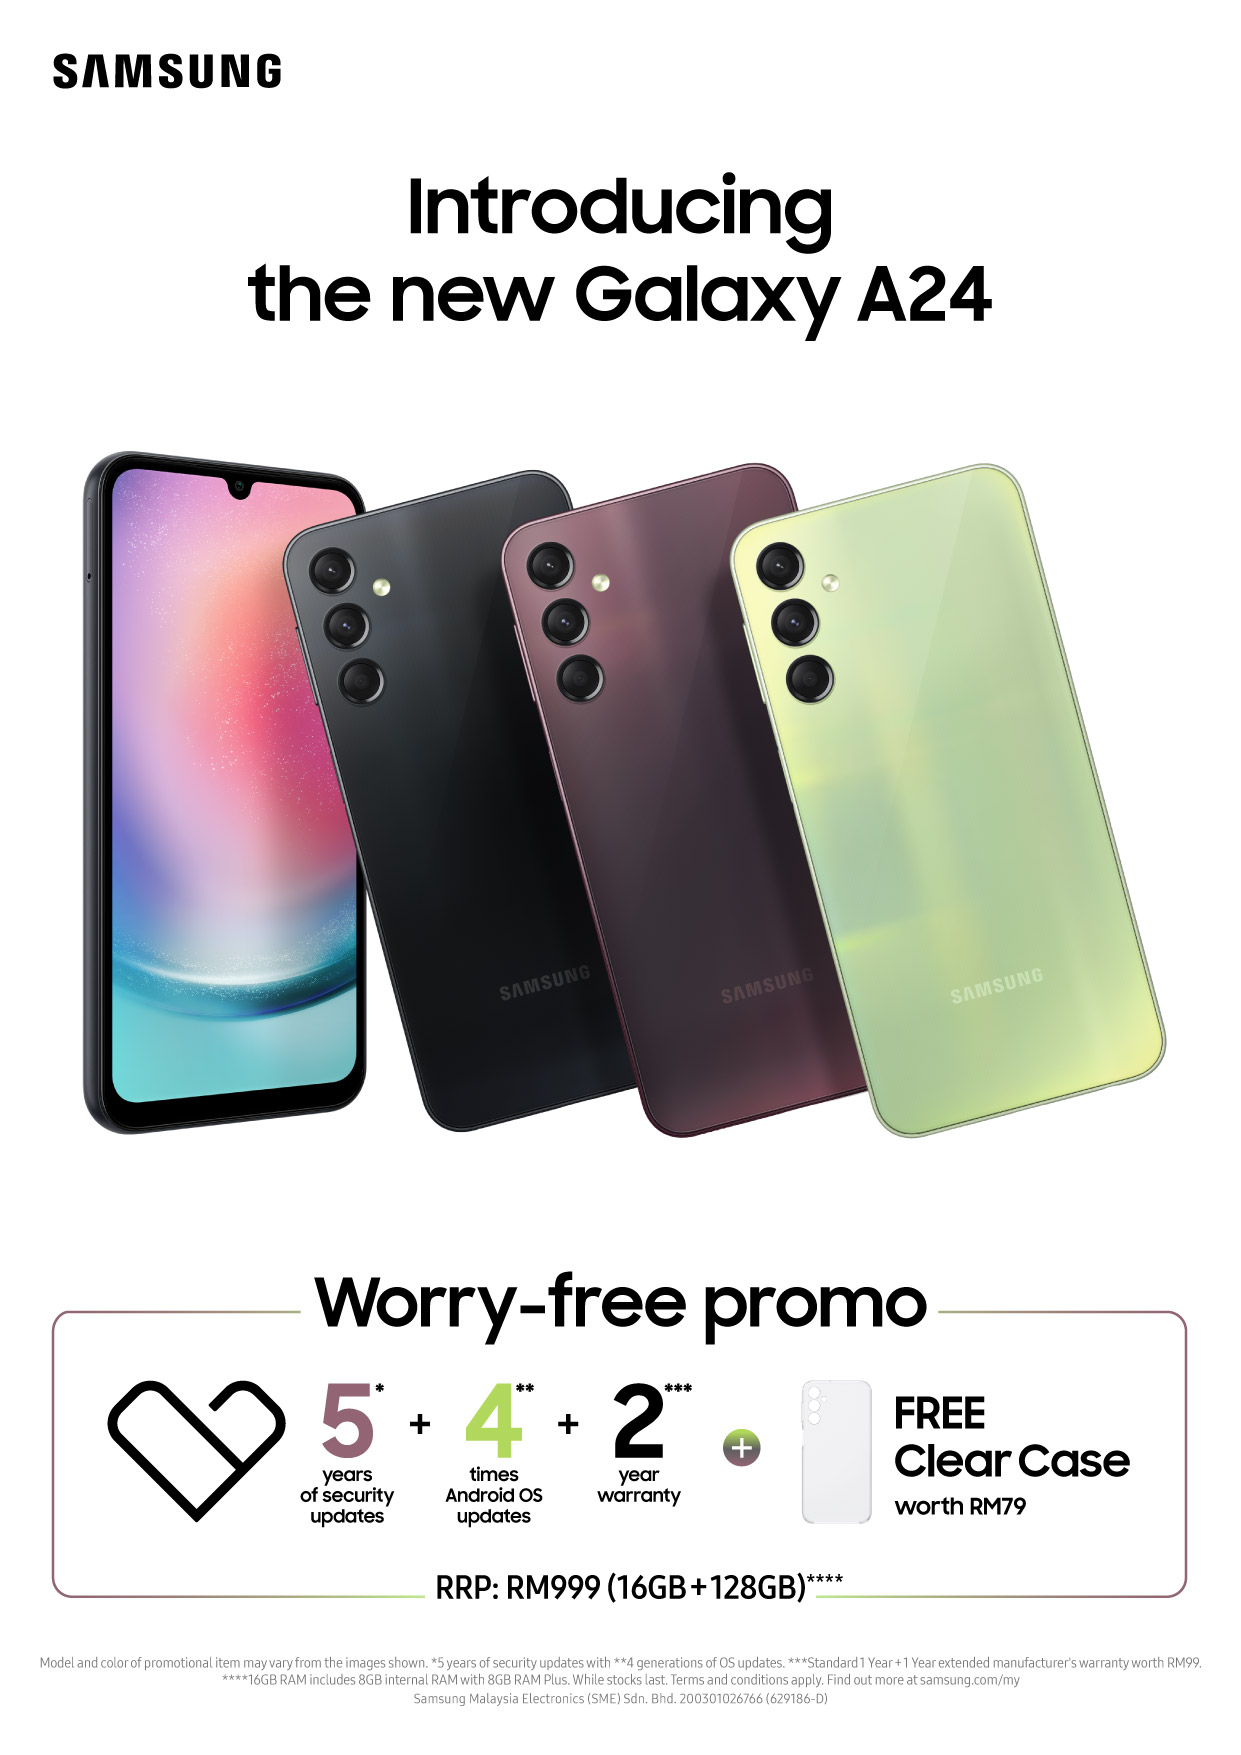 SAMSUNG
Introducing
the new Galaxy A24
SAMSUNG
SAMSUNG
SAMSUNG
Worry-free promo
5*
years
of security
updates
+
4**
times
Android OS
updates
+
2***
year
warranty
+
FREE
Clear Case
worth RM79
RRP: RM999 (16GB+128GB)****
Model and color of promotional item may vary from the images shown. *5 years of security updates with **4 generations of OS updates. ***Standard 1 Year + 1 Year extended manufacturer's warranty worth RM99.
****16GB RAM includes 8GB internal RAM with 8GB RAM Plus. While stocks last. Terms and conditions apply. Find out more at samsung.com/my
Samsung Malaysia Electronics (SME) Sdn. Bhd. 200301026766 (629186-D)